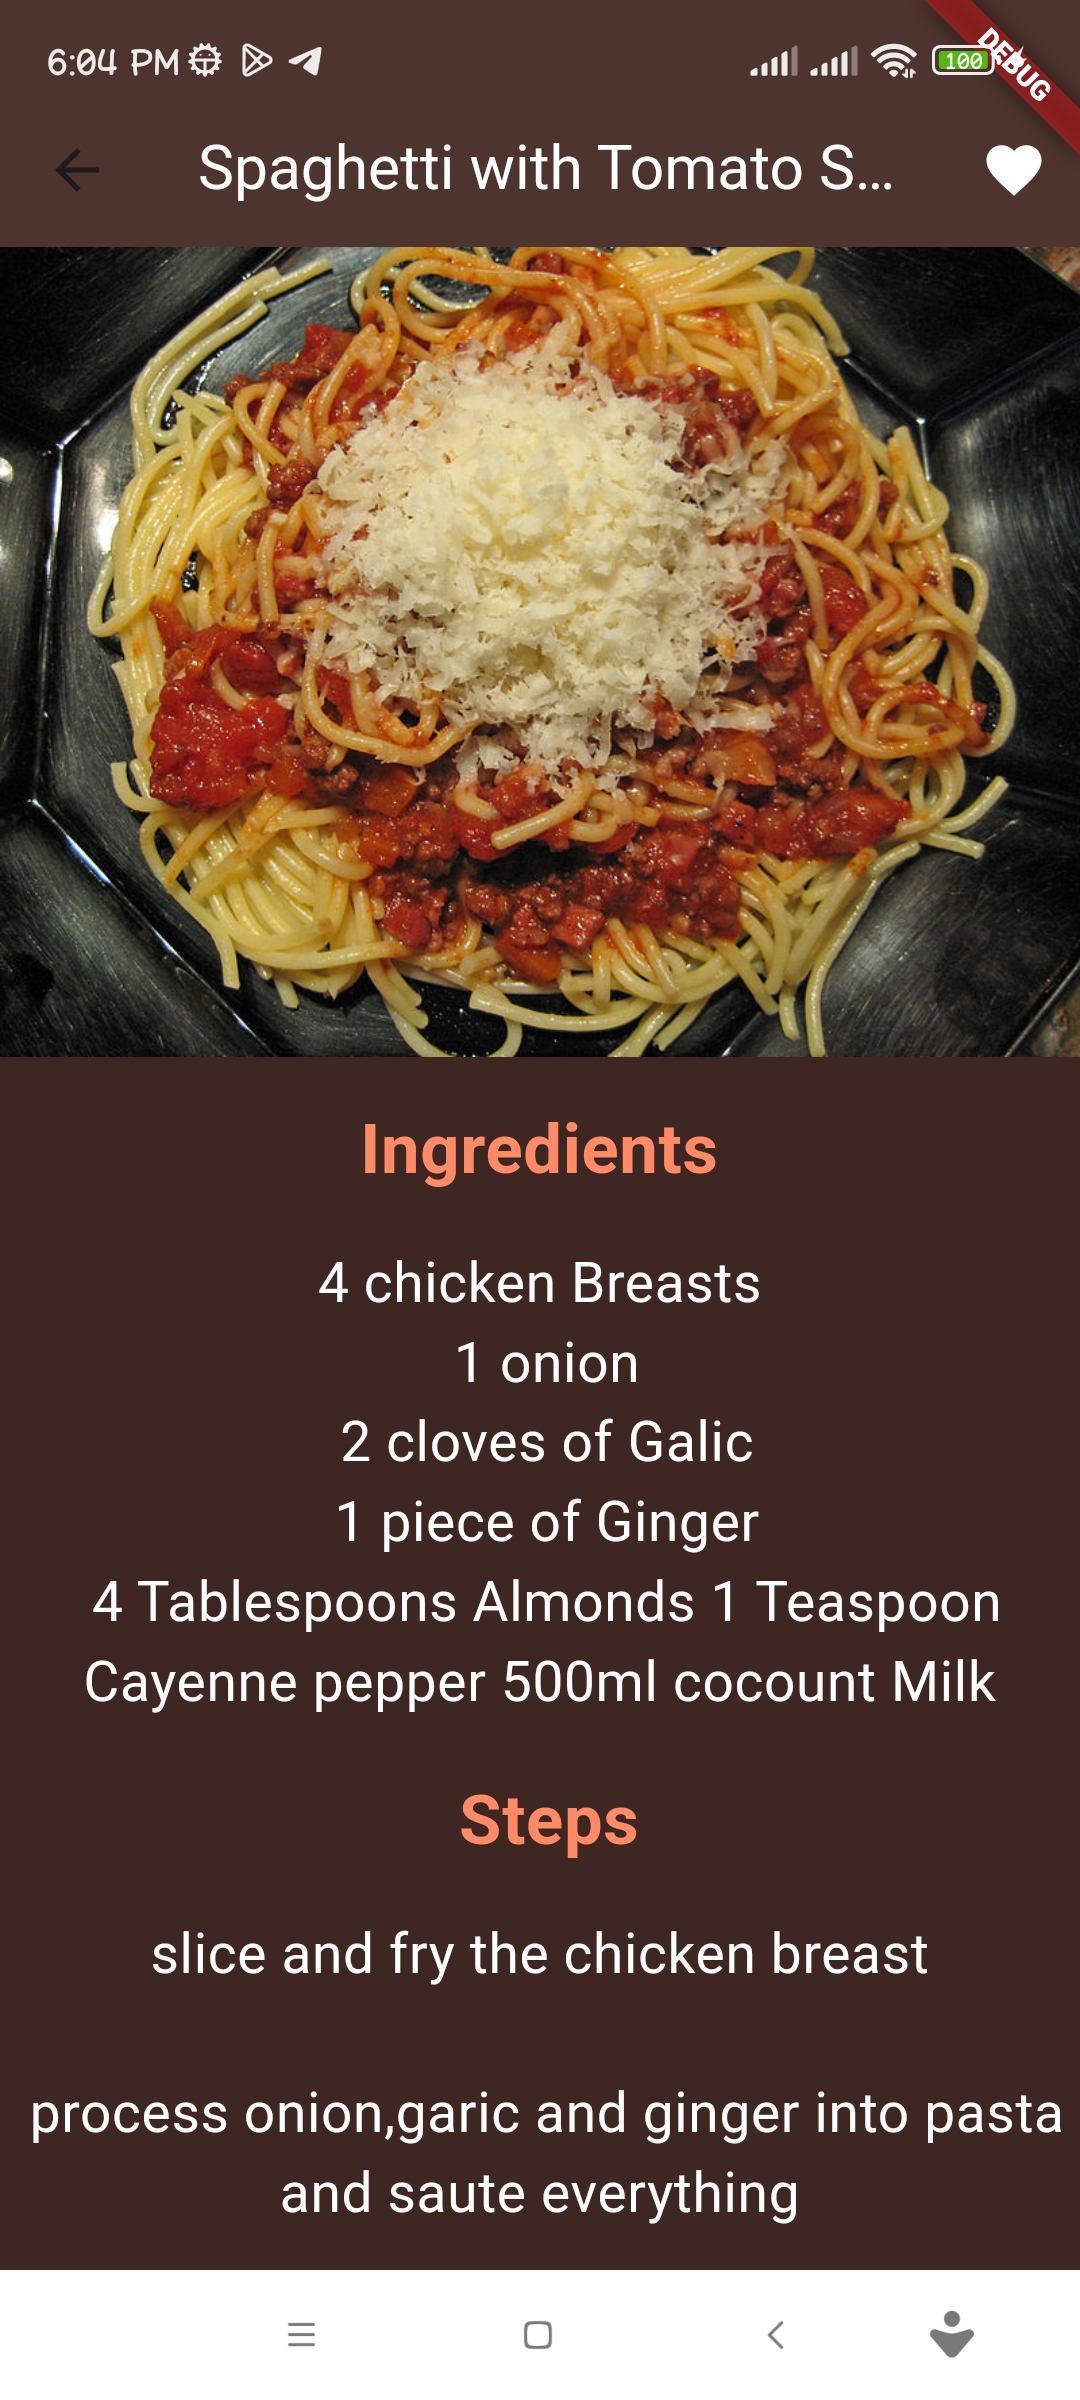 6:04 PM
100
DEBUG
Spaghetti with Tomato S...
Ingredients
4 chicken Breasts
1 onion
2 cloves of Galic
1 piece of Ginger
4 Tablespoons Almonds 1 Teaspoon
Cayenne pepper 500ml cocount Milk
Steps
slice and fry the chicken breast
process onion,garic and ginger into pasta
and saute everything